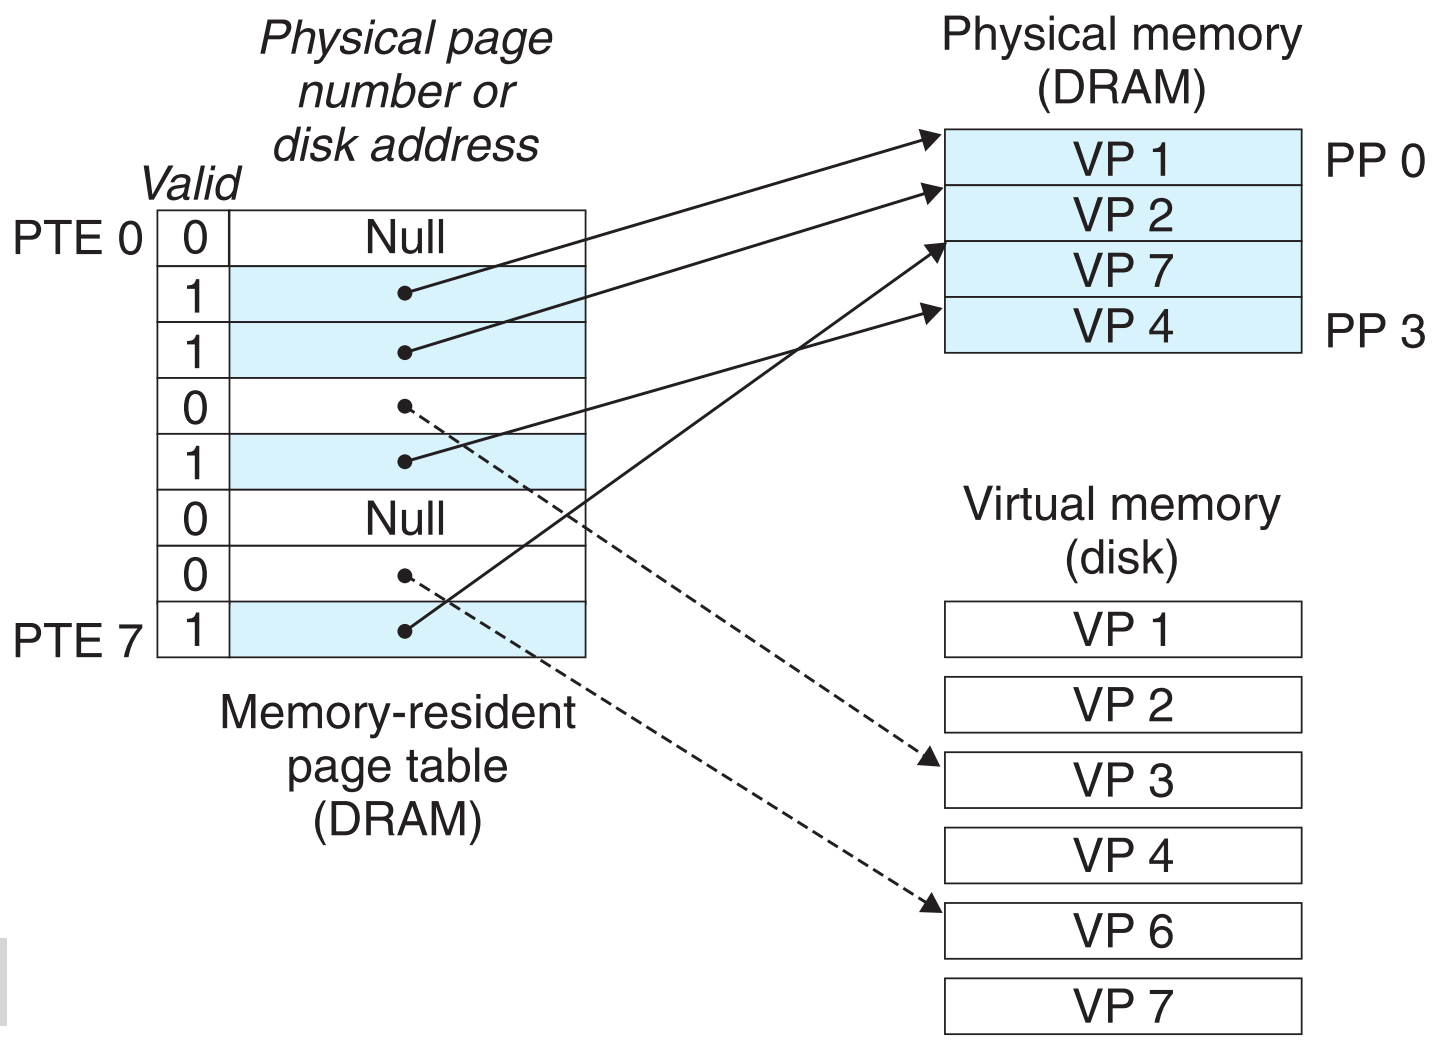 Physical page
number or
disk address
Valid
PTE 0 0 Null
1
1
0
1
0 Null
0
PTE 7 1
Memory-resident
page table
(DRAM)
Physical memory
(DRAM)
VP 1 PP 0
VP 2
VP 7
VP 4 PP 3
Virtual memory
(disk)
VP 1
VP 2
VP 3
VP 4
VP 6
VP 7